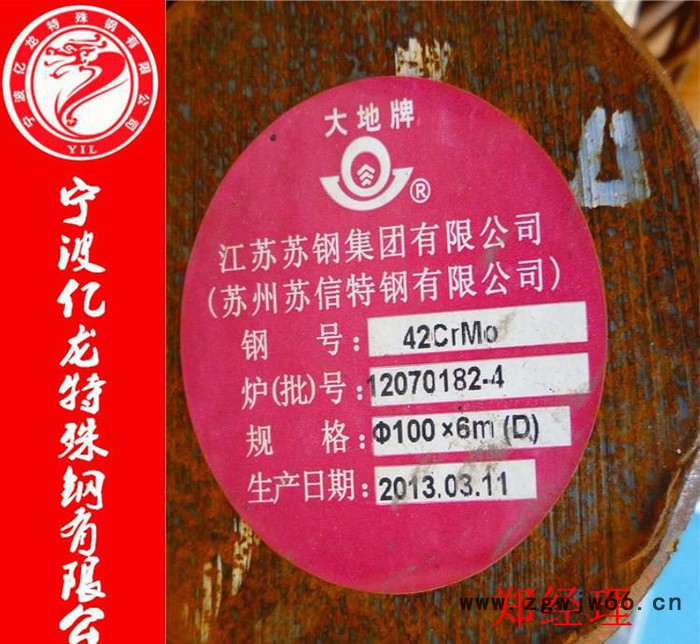 宁波亿龙特殊钢有限公司
YIL
宁波亿龙特殊钢有限公
大地牌
®
江苏苏钢集团有限公司
(苏州苏信特钢有限公司)
钢 号: 42CrMo
炉(批)号: 12070182-4
规 格: Φ100×6m (D)
生产日期: 2013.03.11
郑经理
www.zgwjw66.cn